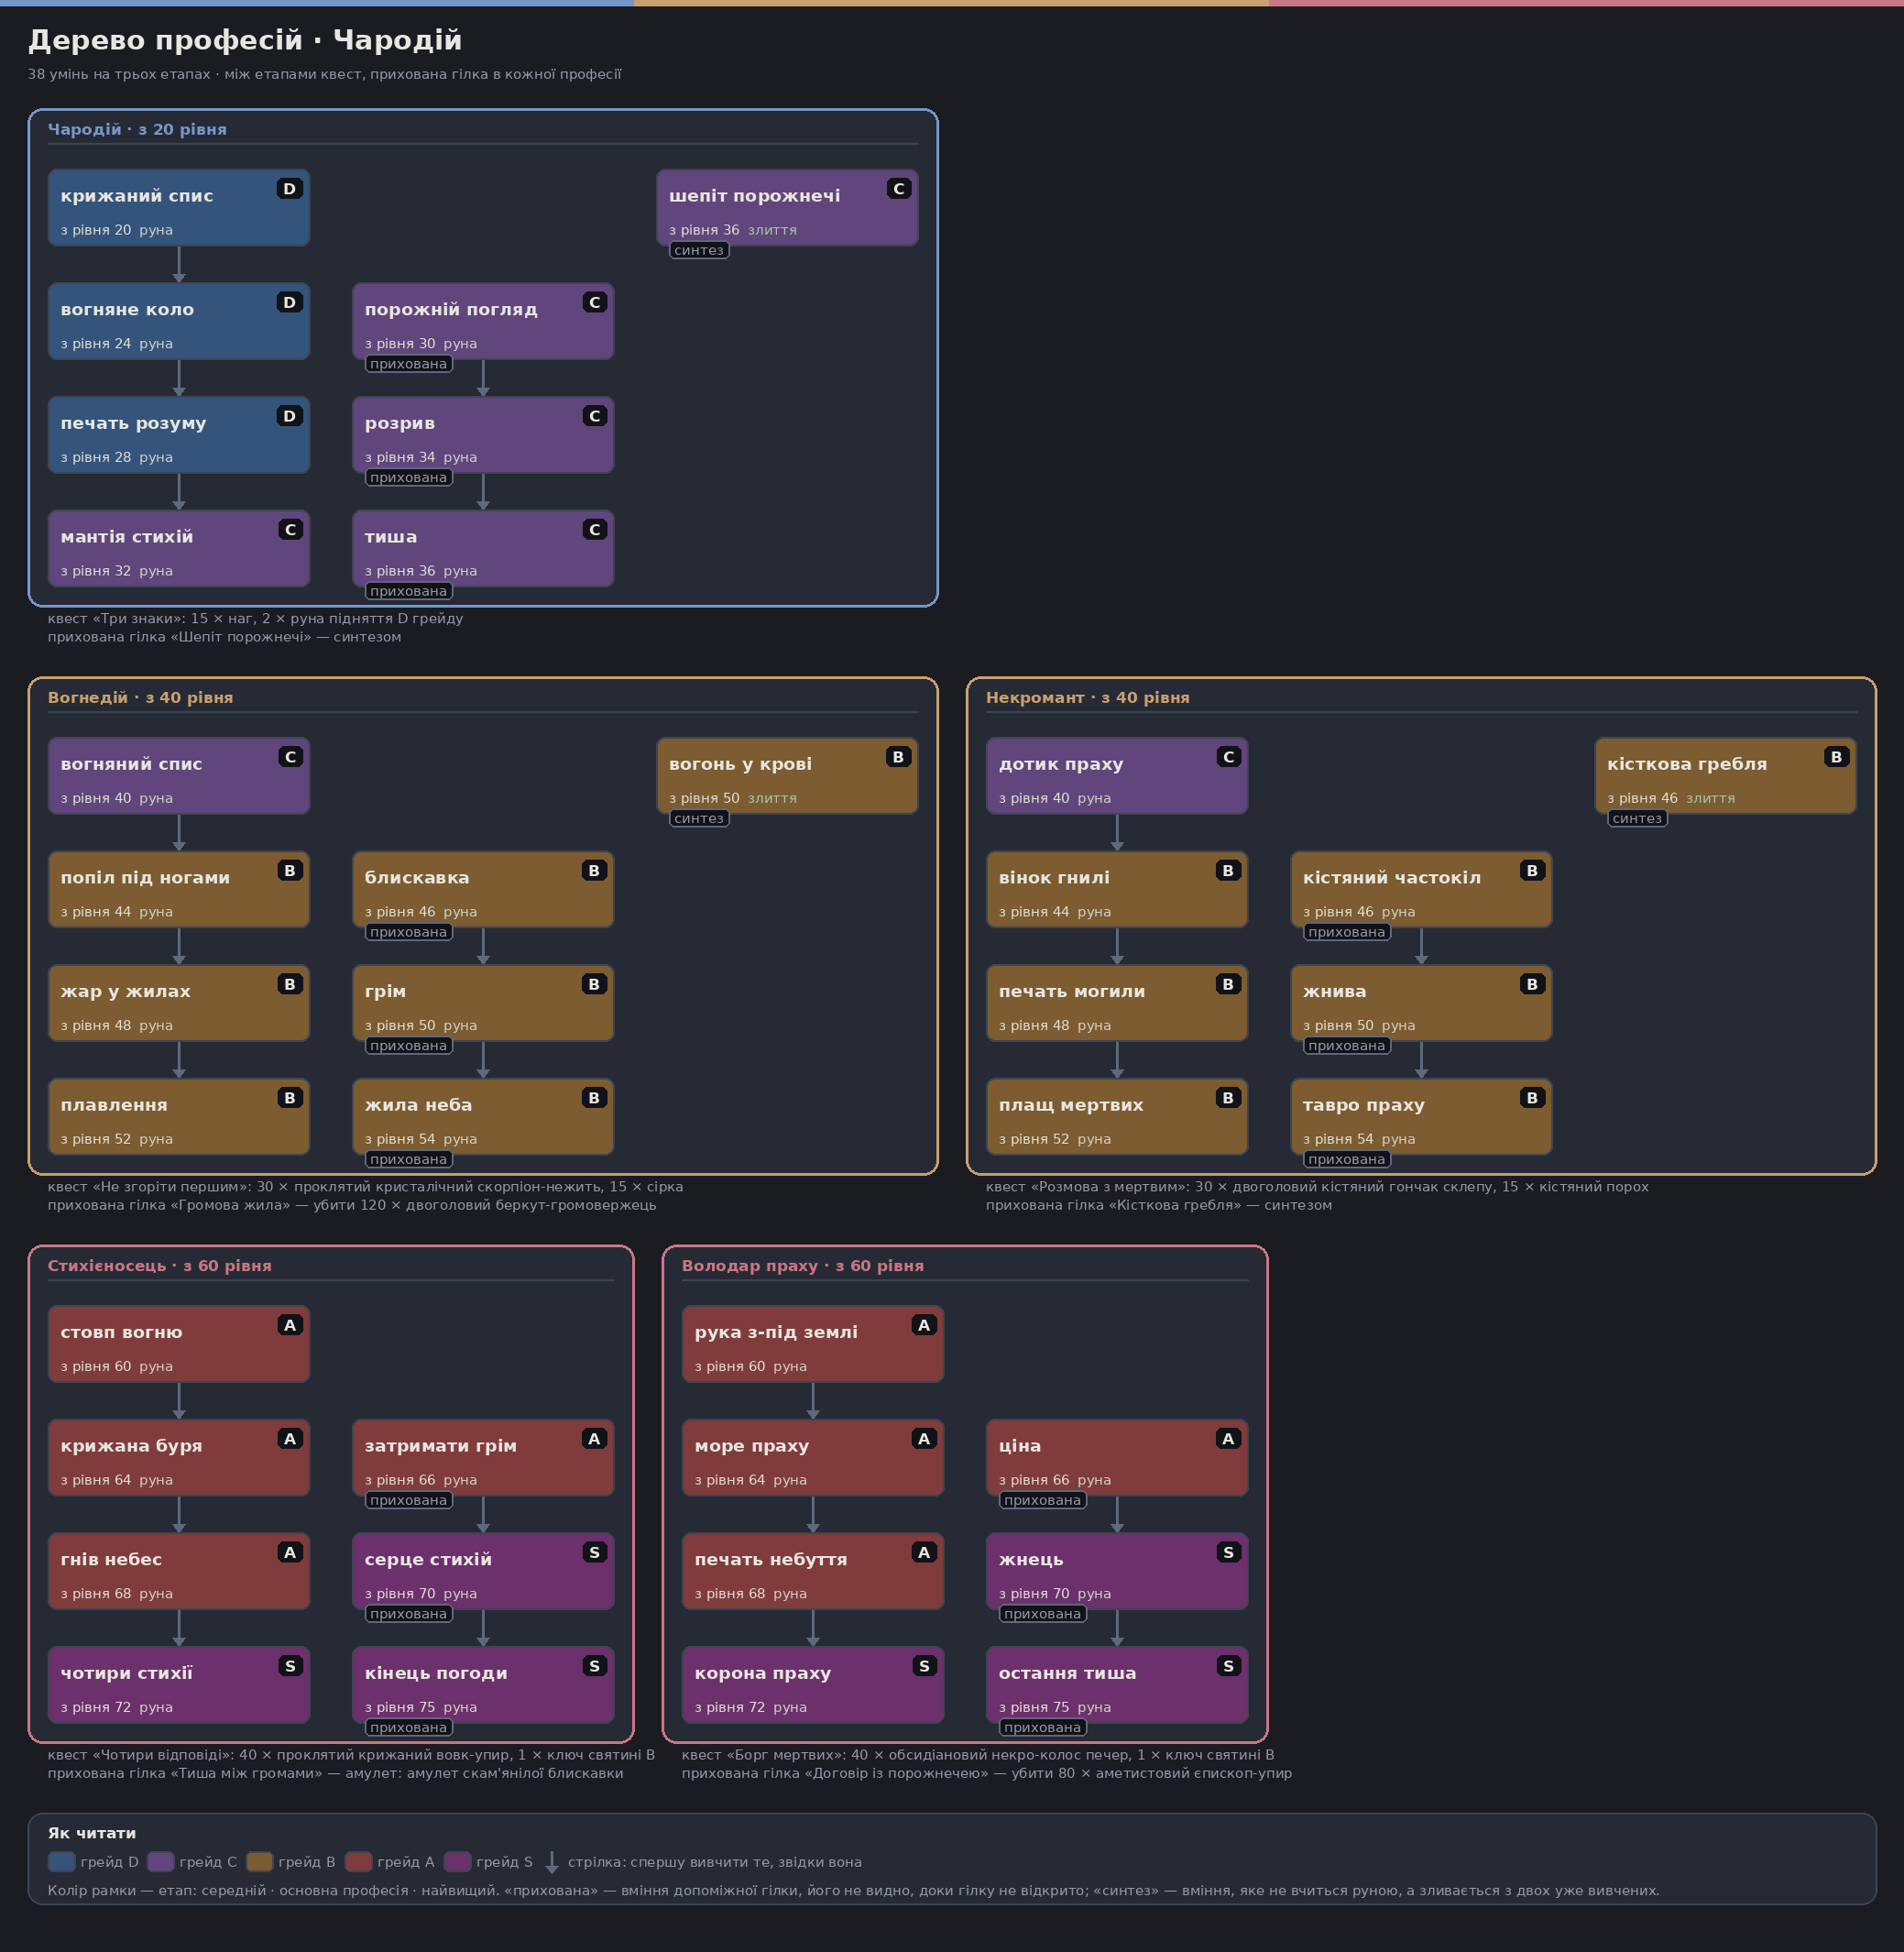 Дерево професій · Чародій
38 умінь на трьох етапах · між етапами квест, прихована гілка в кожної професії
Чародій · з 20 рівня
крижаний спис
D
з рівня 20 руна
шепіт порожнечі
C
з рівня 36 злиття
синтез
вогняне коло
D
з рівня 24 руна
порожній погляд
C
з рівня 30 руна
прихована
печать розуму
D
з рівня 28 руна
розрив
C
з рівня 34 руна
прихована
мантія стихій
C
з рівня 32 руна
тиша
C
з рівня 36 руна
прихована
квест «Три знаки»: 15 × наг, 2 × руна підняття D грейду
прихована гілка «Шепіт порожнечі» — синтезом
Вогнедій · з 40 рівня
вогняний спис
C
з рівня 40 руна
вогонь у крові
B
з рівня 50 злиття
синтез
попіл під ногами
B
з рівня 44 руна
блискавка
B
з рівня 46 руна
прихована
жар у жилах
B
з рівня 48 руна
грім
B
з рівня 50 руна
прихована
плавлення
B
з рівня 52 руна
жила неба
B
з рівня 54 руна
прихована
квест «Не згоріти першим»: 30 × проклятий кристалічний скорпіон-нежить, 15 × сірка
прихована гілка «Громова жила» — убити 120 × двоголовий беркут-громовержець
Некромант · з 40 рівня
дотик праху
C
з рівня 40 руна
кісткова гребля
B
з рівня 46 злиття
синтез
вінок гнилі
B
з рівня 44 руна
кістяний частокіл
B
з рівня 46 руна
прихована
печать могили
B
з рівня 48 руна
жнива
B
з рівня 50 руна
прихована
плащ мертвих
B
з рівня 52 руна
тавро праху
B
з рівня 54 руна
прихована
квест «Розмова з мертвим»: 30 × двоголовий кістяний гончак склепу, 15 × кістяний порох
прихована гілка «Кісткова гребля» — синтезом
Стихієносець · з 60 рівня
стовп вогню
A
з рівня 60 руна
крижана буря
A
з рівня 64 руна
затримати грім
A
з рівня 66 руна
прихована
гнів небес
A
з рівня 68 руна
серце стихій
S
з рівня 70 руна
прихована
чотири стихії
S
з рівня 72 руна
кінець погоди
S
з рівня 75 руна
прихована
квест «Чотири відповіді»: 40 × проклятий крижаний вовк-упир, 1 × ключ святині B
прихована гілка «Тиша між громами» — амулет: амулет скам'янілої блискавки
Володар праху · з 60 рівня
рука з-під землі
A
з рівня 60 руна
море праху
A
з рівня 64 руна
ціна
A
з рівня 66 руна
прихована
печать небуття
A
з рівня 68 руна
жнець
S
з рівня 70 руна
прихована
корона праху
S
з рівня 72 руна
остання тиша
S
з рівня 75 руна
прихована
квест «Борг мертвих»: 40 × обсидіановий некро-колос печер, 1 × ключ святині B
прихована гілка «Договір із порожнечею» — убити 80 × аметистовий єпископ-упир
Як читати
грейд D грейд C грейд B грейд A грейд S стрілка: спершу вивчити те, звідки вона
Колір рамки — етап: середній · основна професія · найвищий. «прихована» — вміння допоміжної гілки, його не видно, доки гілку не відкрито; «синтез» — вміння, яке не вчиться руною, а зливається з двох уже вивчених.